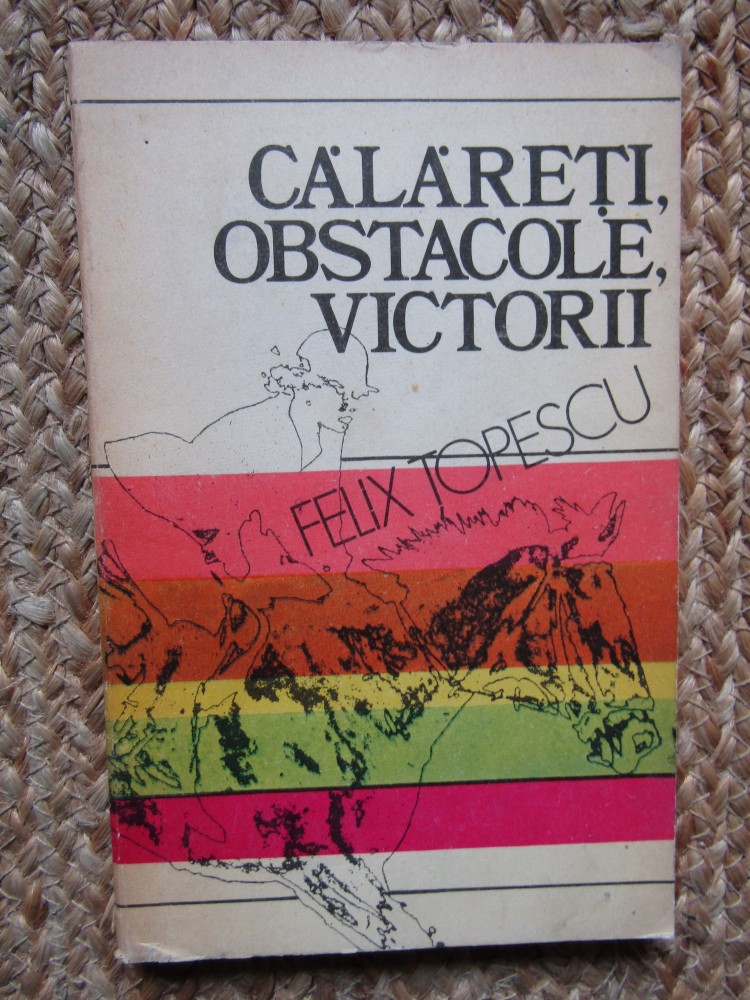 CĂLĂREȚI,
OBSTACOLE,
VICTORII
FELIX TOPESCU